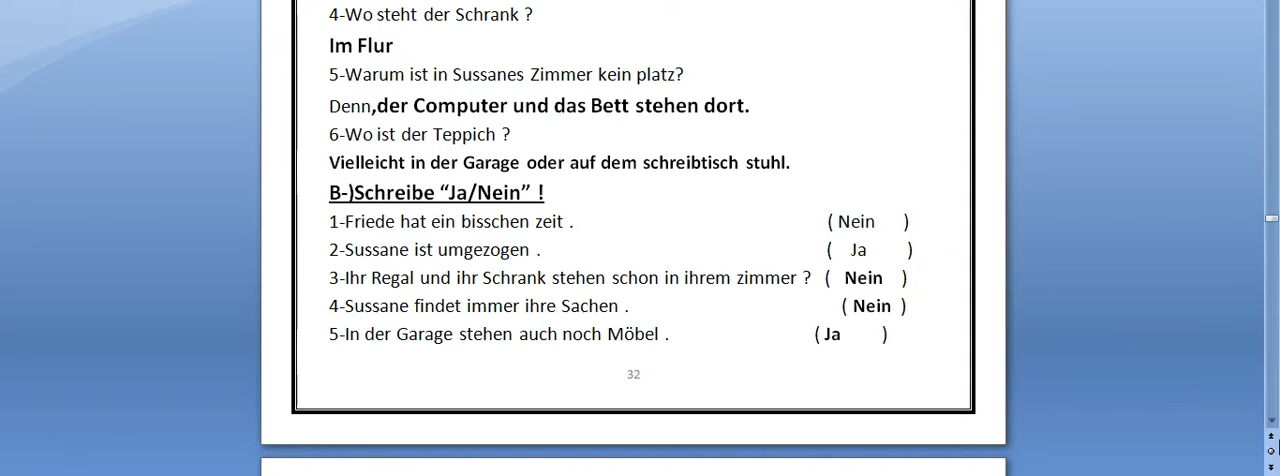 4-Wo steht der Schrank ?
Im Flur
5-Warum ist in Sussanes Zimmer kein platz?
Denn,der Computer und das Bett stehen dort.
6-Wo ist der Teppich ?
Vielleicht in der Garage oder auf dem schreibtisch stuhl.
B-)Schreibe “Ja/Nein” !
1-Friede hat ein bisschen zeit . ( Nein )
2-Sussane ist umgezogen . ( Ja )
3-Ihr Regal und ihr Schrank stehen schon in ihrem zimmer ? ( Nein )
4-Sussane findet immer ihre Sachen . ( Nein )
5-In der Garage stehen auch noch Möbel . ( Ja )
32